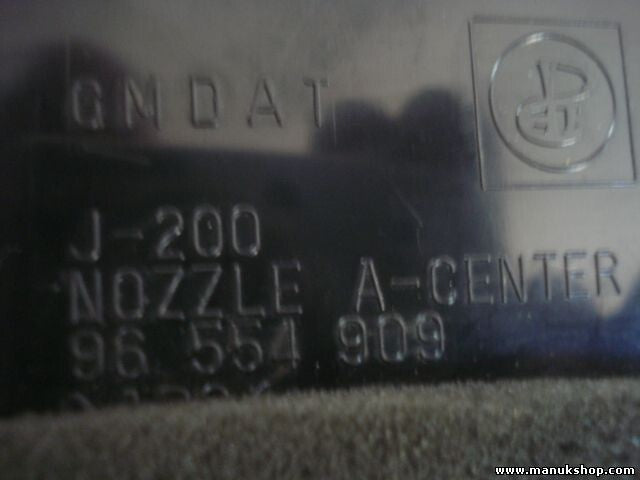 GMDAT
J-200
NOZZLE A-CENTER
96 554 909
www.manukshop.com